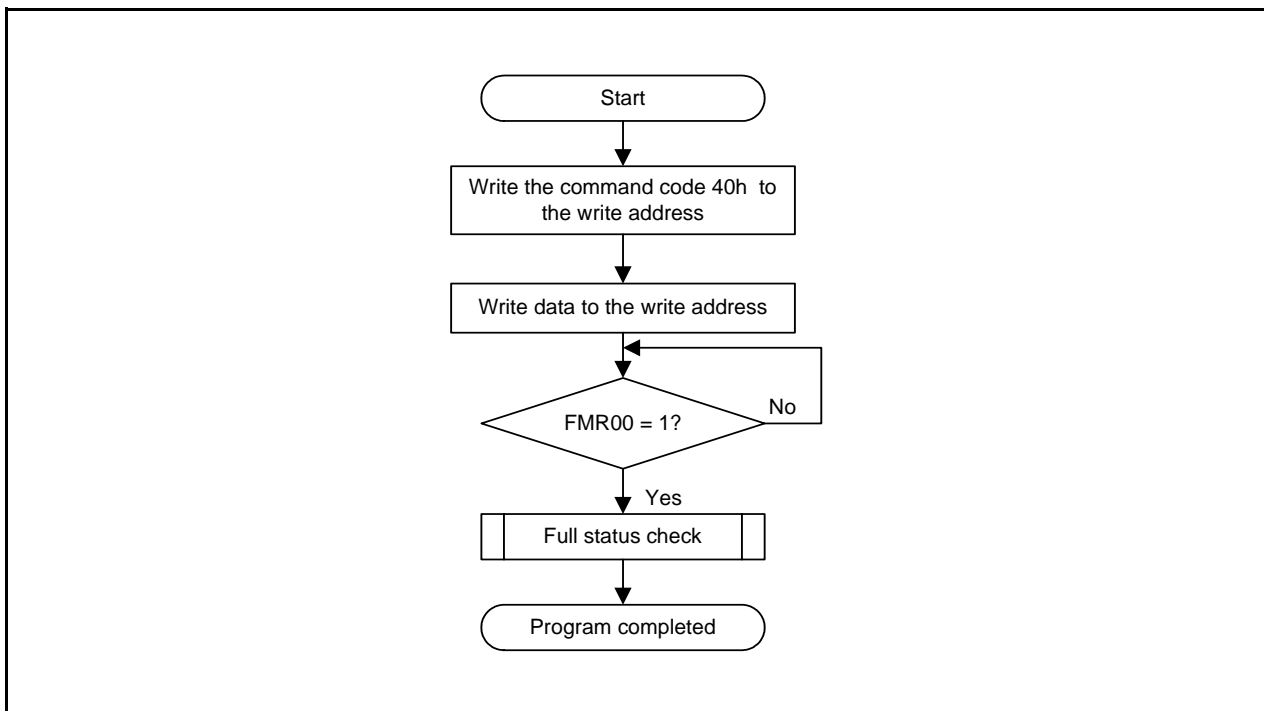 Start
Write the command code 40h to
the write address
Write data to the write address
FMR00 = 1?
No
Yes
Full status check
Program completed